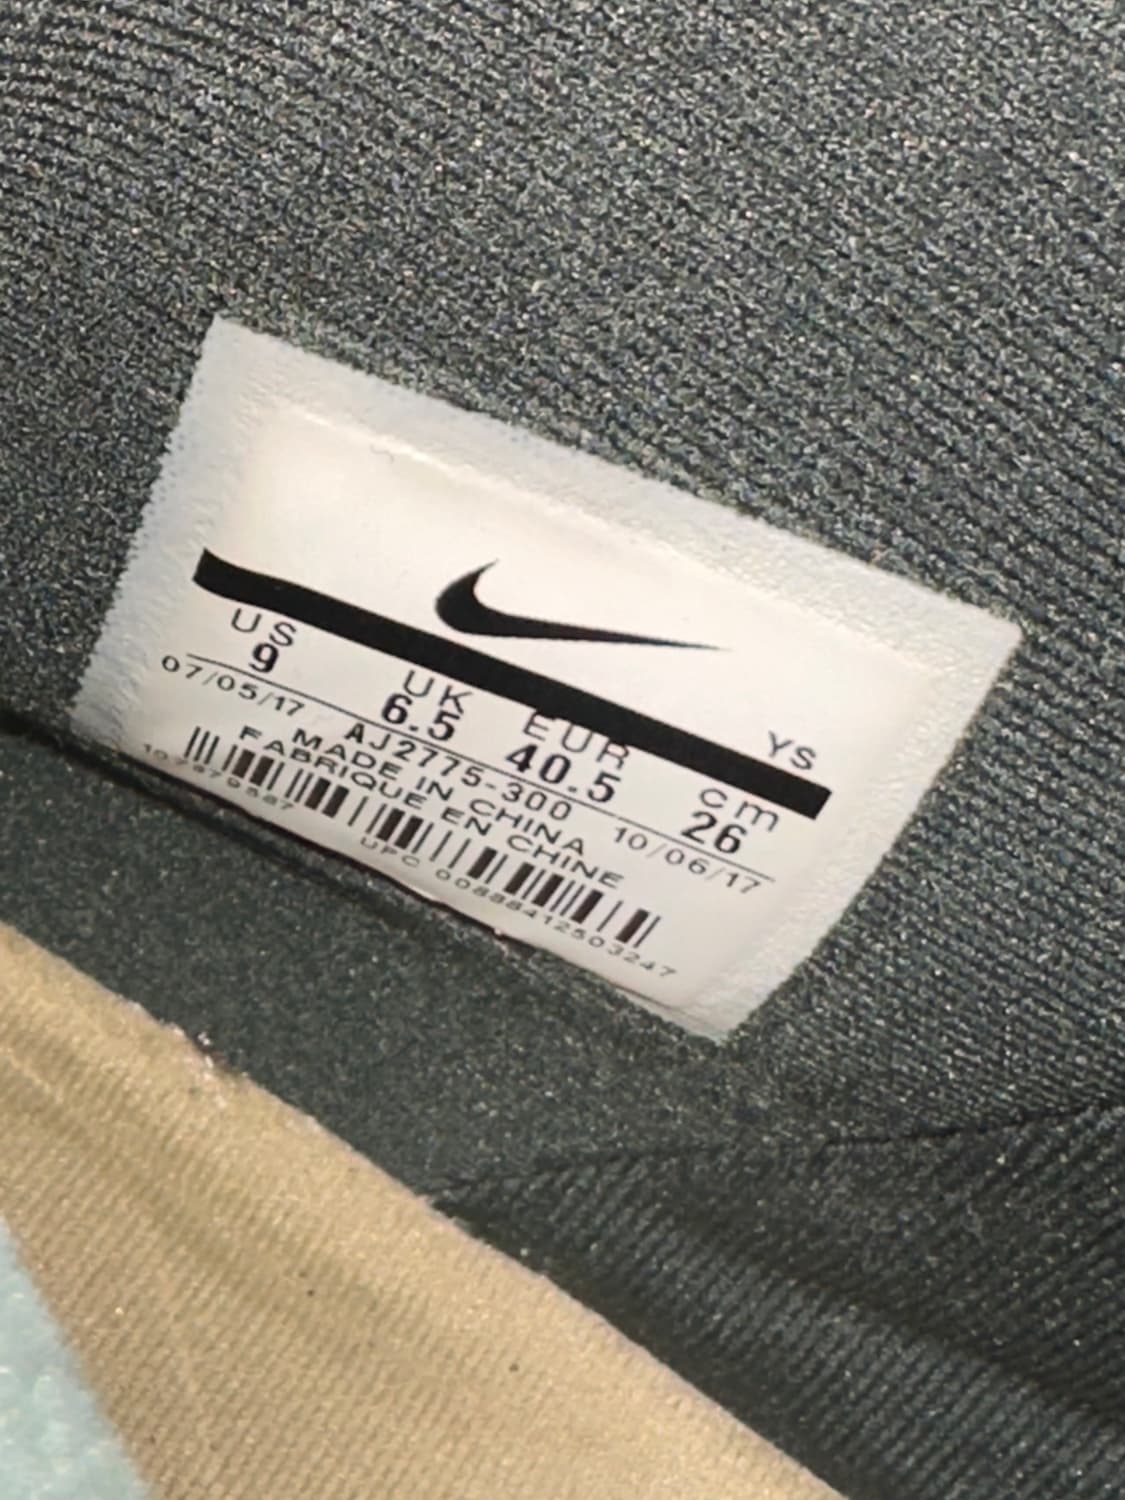 YS
US UK EUR cm
9 6.5 40.5 26
07/05/17 AJ2775-300 10/06/17
MADE IN CHINA
FABRIQUE EN CHINE
UPC 00888412503247